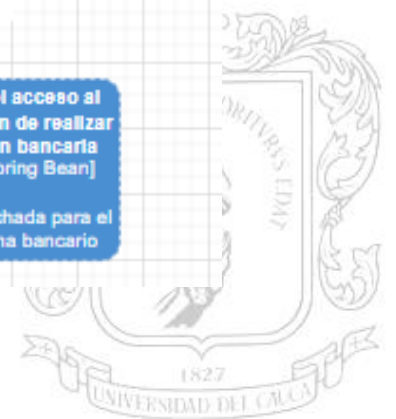 l acceso al
n de realizar
n bancaria
pring Bean]
chada para el
na bancario
1827
UNIVERSIDAD DEL CAUCA